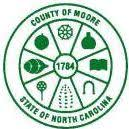 COUNTY OF MOORE
1784
STATE OF NORTH CAROLINA